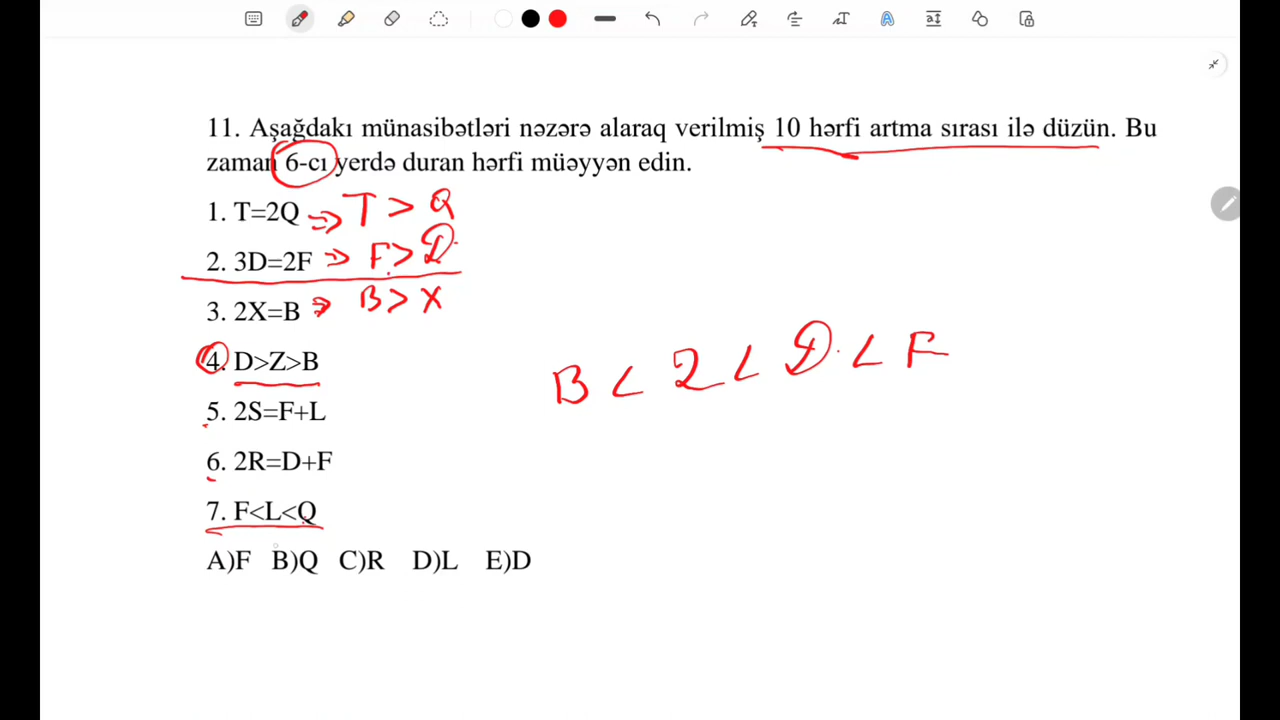 11. Aşağdakı münasibətləri nəzərə alaraq verilmiş 10 hərfi artma sırası ilə düzün. Bu
zaman 6-cı yerdə duran hərfi müəyyən edin.
1. T=2Q ⇒ T > Q
2. 3D=2F ⇒ F > D
3. 2X=B ⇒ B > X
4. D>Z>B
B < Z < D < F
5. 2S=F+L
6. 2R=D+F
7. F<L<Q
A)F B)Q C)R D)L E)D